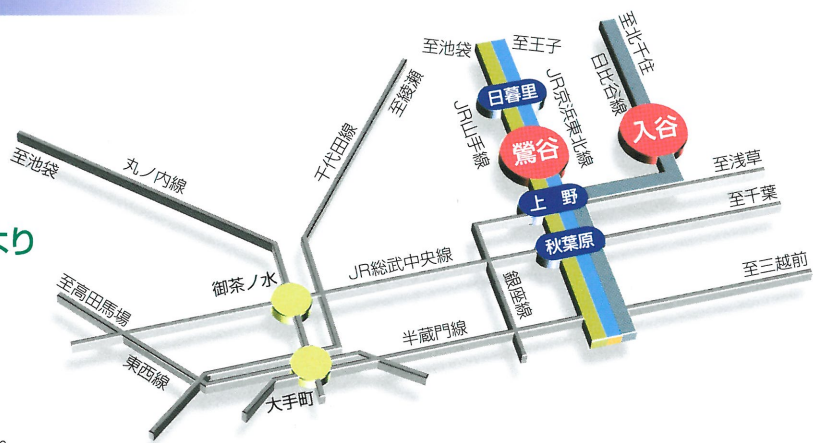 至池袋
至王子
至北千住
日比谷線
至綾瀬
日暮里
JR京浜東北線
JR山手線
入谷
鶯谷
千代田線
至池袋
丸ノ内線
至浅草
上 野
至千葉
より
秋葉原
JR総武中央線
御茶ノ水
至三越前
至高田馬場
銀座線
半蔵門線
東西線
大手町